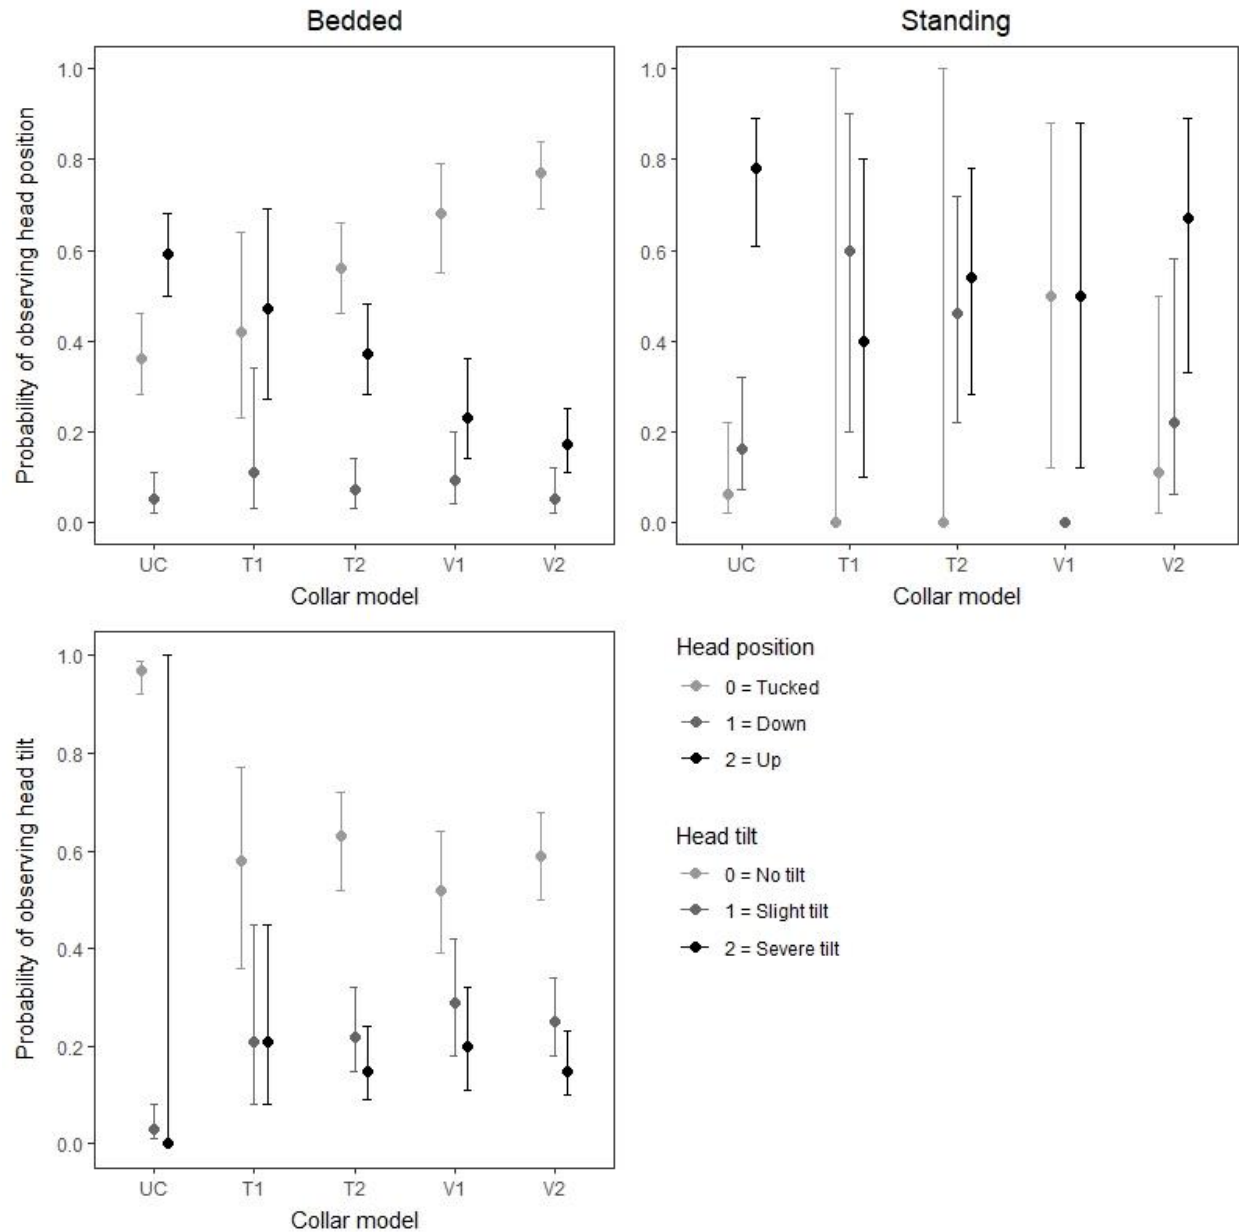 Bedded
Probability of observing head position
1.0
0.8
0.6
0.4
0.2
0.0
UC T1 T2 V1 V2
Collar model
Standing
1.0
0.8
0.6
0.4
0.2
0.0
UC T1 T2 V1 V2
Collar model
Probability of observing head tilt
1.0
0.8
0.6
0.4
0.2
0.0
UC T1 T2 V1 V2
Collar model
Head position
0 = Tucked
1 = Down
2 = Up
Head tilt
0 = No tilt
1 = Slight tilt
2 = Severe tilt